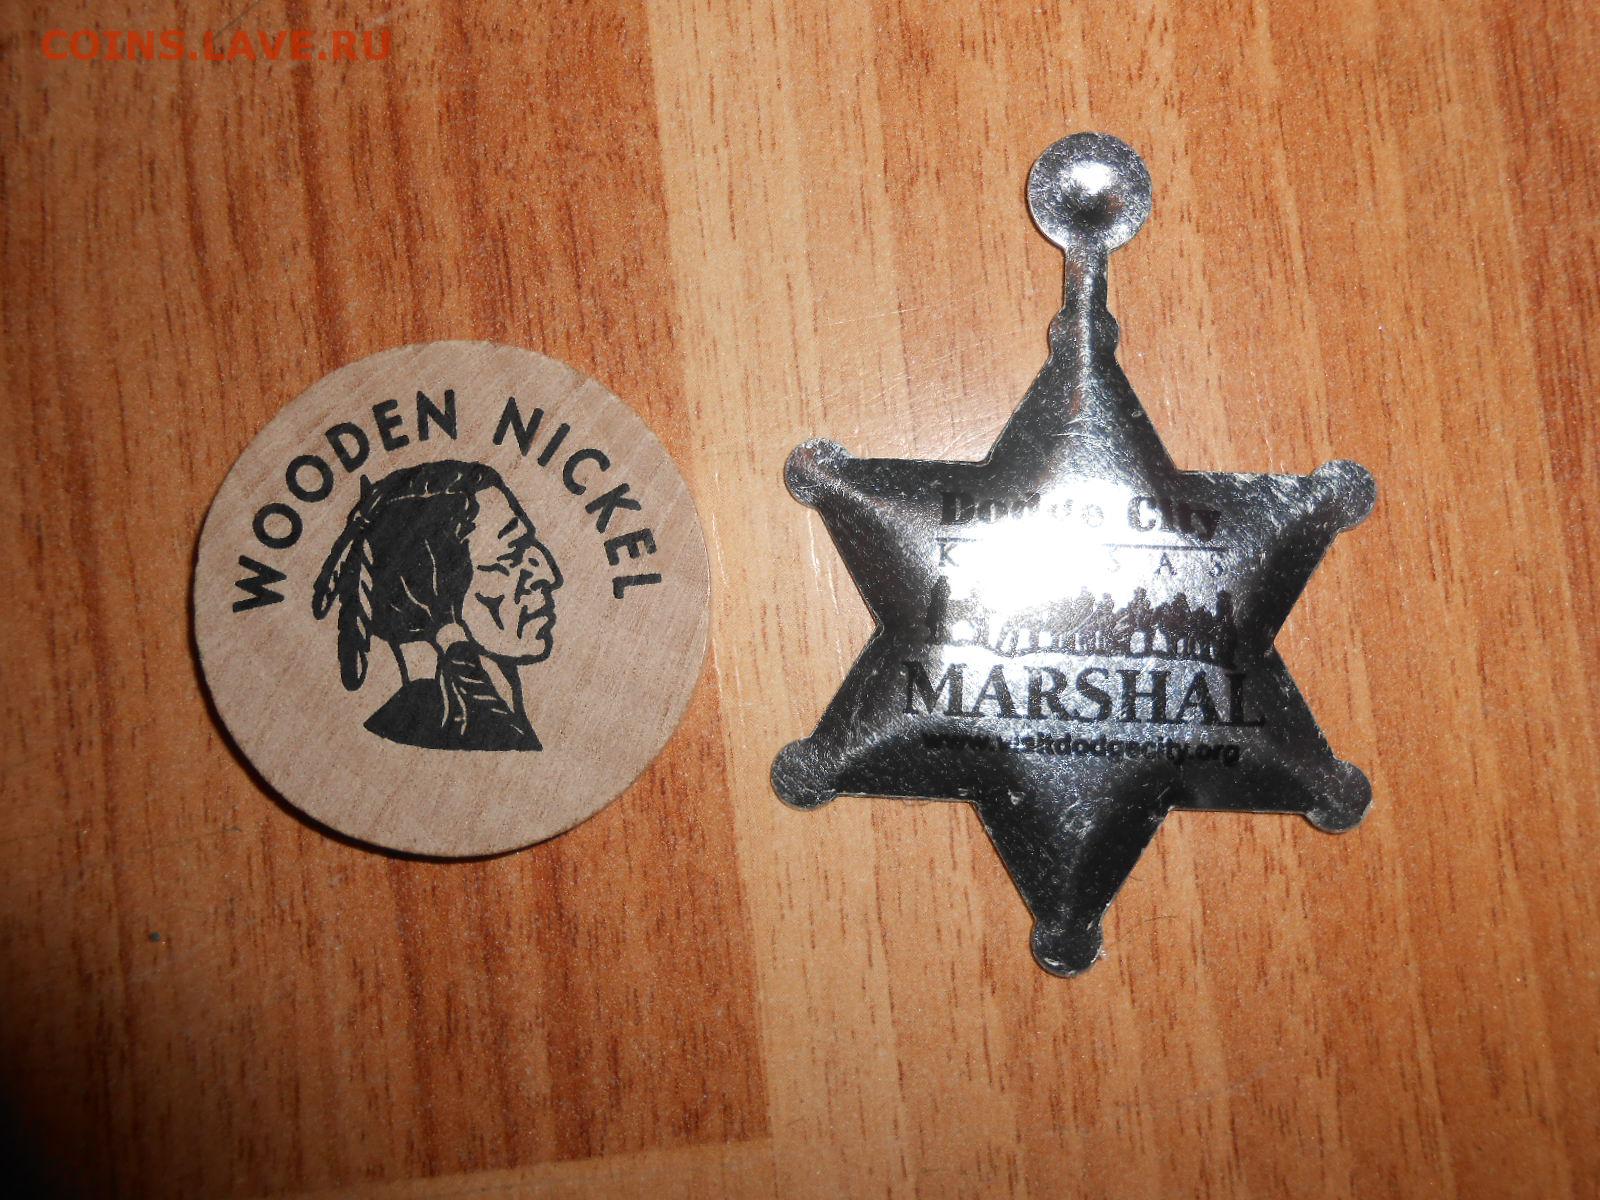 COINS.LAVE.RU
WOODEN NICKEL
Dodge City
KANSAS
MARSHAL
www.visitdodgecity.org